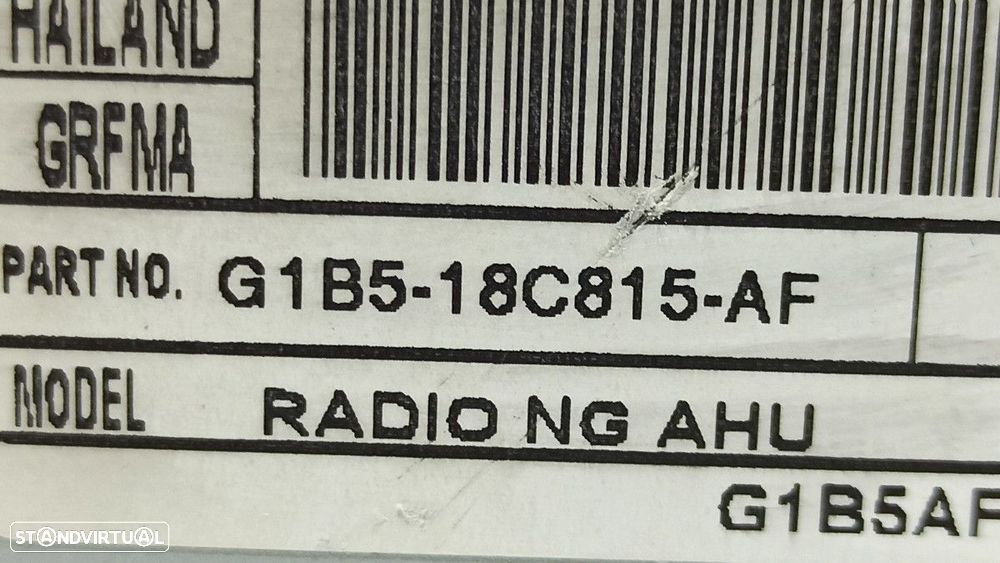 HAILAND
GRFMA
PART NO. G1B5-18C815-AF
MODEL RADIO NG AHU
G1B5AF
STANDVIRTUAL